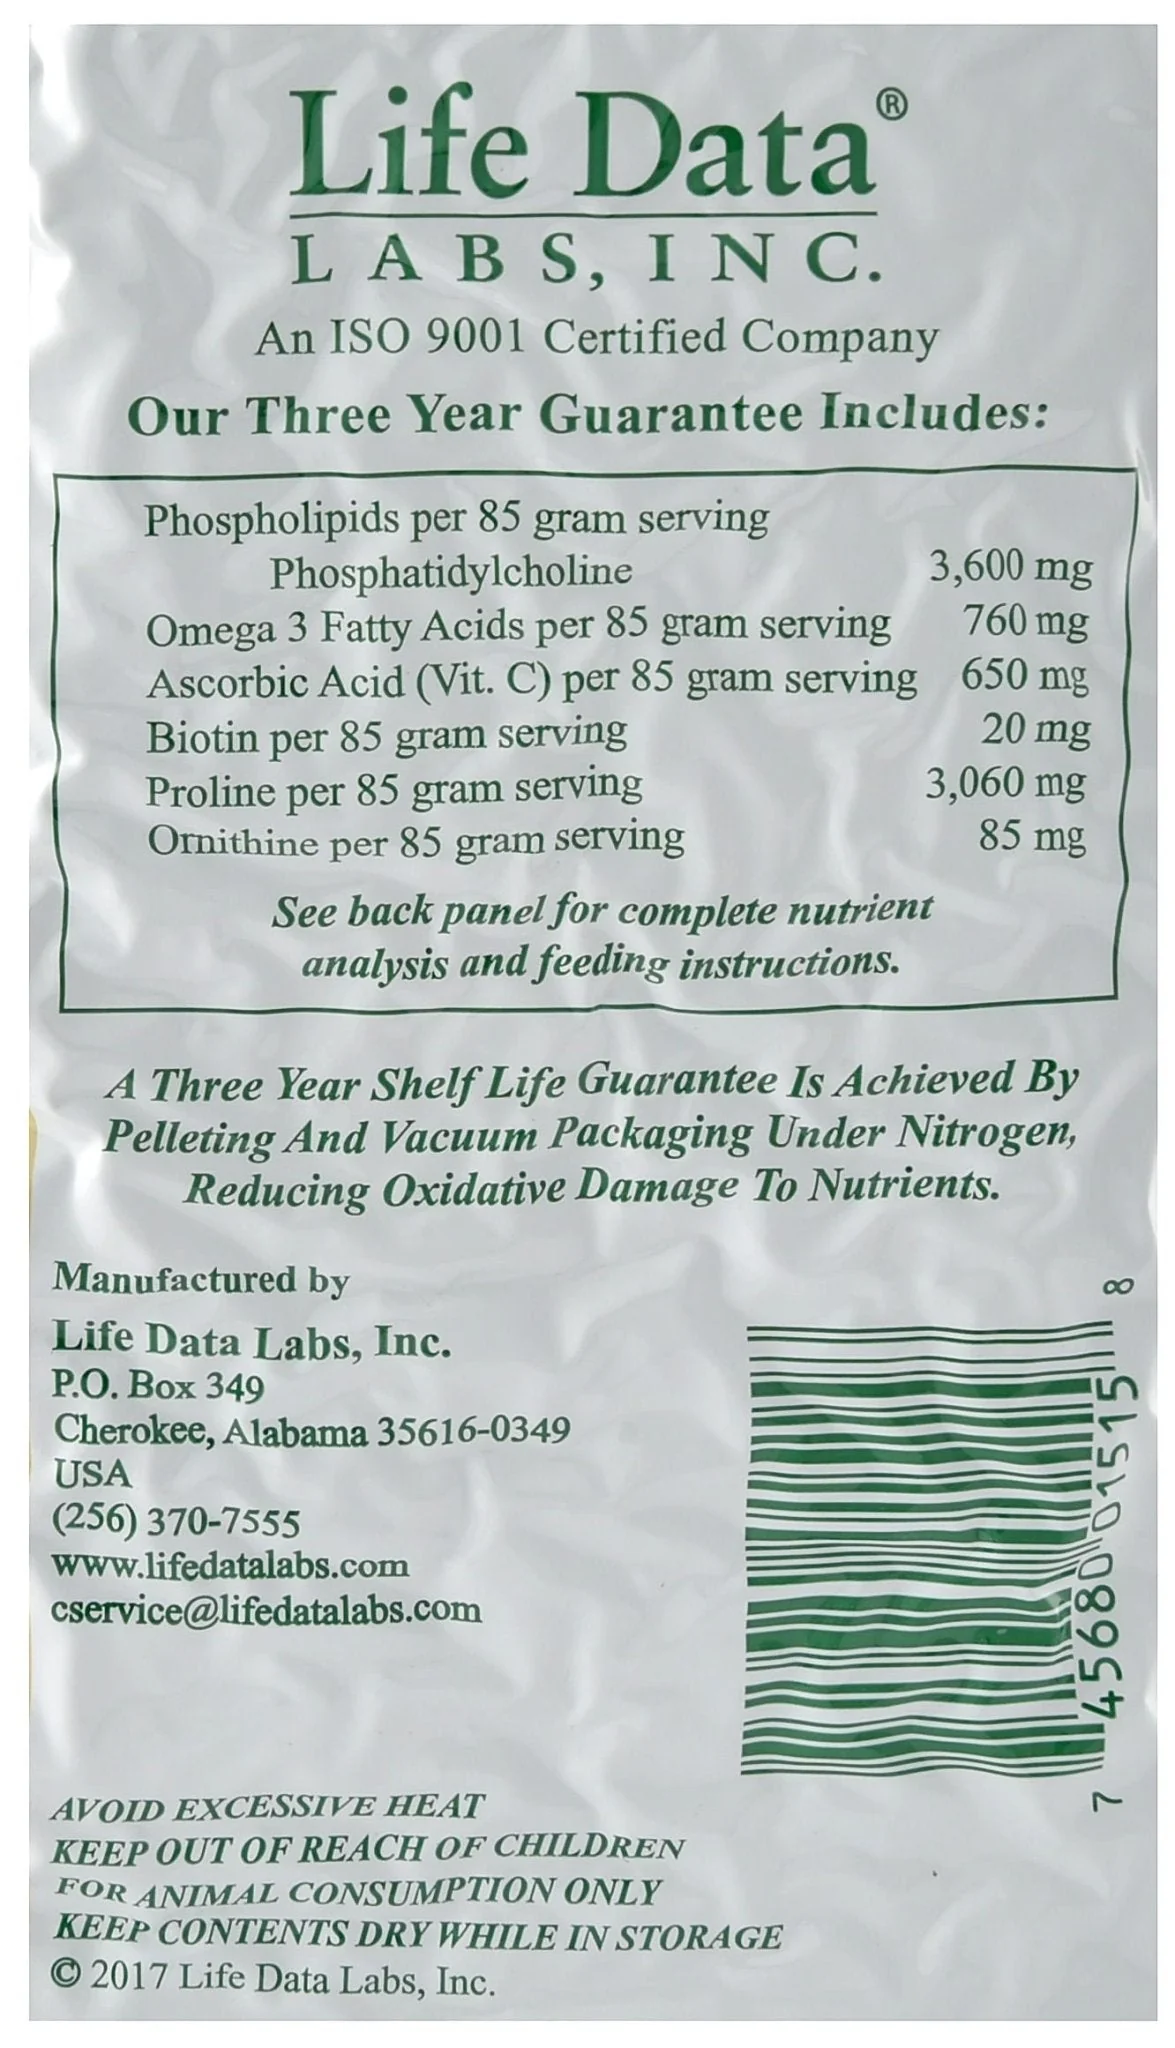 Life Data®
LABS, INC.
An ISO 9001 Certified Company
Our Three Year Guarantee Includes:
Phospholipids per 85 gram serving
Phosphatidylcholine 3,600 mg
Omega 3 Fatty Acids per 85 gram serving 760 mg
Ascorbic Acid (Vit. C) per 85 gram serving 650 mg
Biotin per 85 gram serving 20 mg
Proline per 85 gram serving 3,060 mg
Ornithine per 85 gram serving 85 mg
See back panel for complete nutrient
analysis and feeding instructions.
A Three Year Shelf Life Guarantee Is Achieved By
Pelleting And Vacuum Packaging Under Nitrogen,
Reducing Oxidative Damage To Nutrients.
Manufactured by
Life Data Labs, Inc.
P.O. Box 349
Cherokee, Alabama 35616-0349
USA
(256) 370-7555
www.lifedatalabs.com
cservice@lifedatalabs.com
7 45680 01515 8
AVOID EXCESSIVE HEAT
KEEP OUT OF REACH OF CHILDREN
FOR ANIMAL CONSUMPTION ONLY
KEEP CONTENTS DRY WHILE IN STORAGE
© 2017 Life Data Labs, Inc.